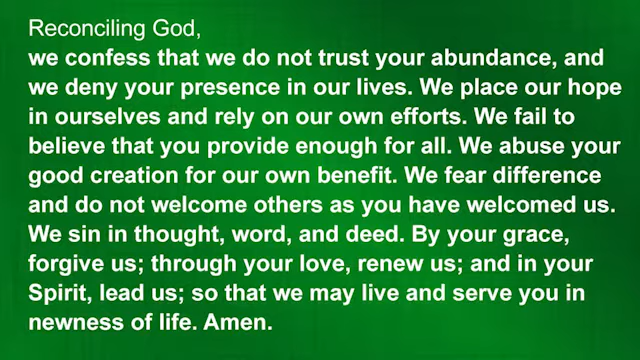 Reconciling God,
we confess that we do not trust your abundance, and
we deny your presence in our lives. We place our hope
in ourselves and rely on our own efforts. We fail to
believe that you provide enough for all. We abuse your
good creation for our own benefit. We fear difference
and do not welcome others as you have welcomed us.
We sin in thought, word, and deed. By your grace,
forgive us; through your love, renew us; and in your
Spirit, lead us; so that we may live and serve you in
newness of life. Amen.